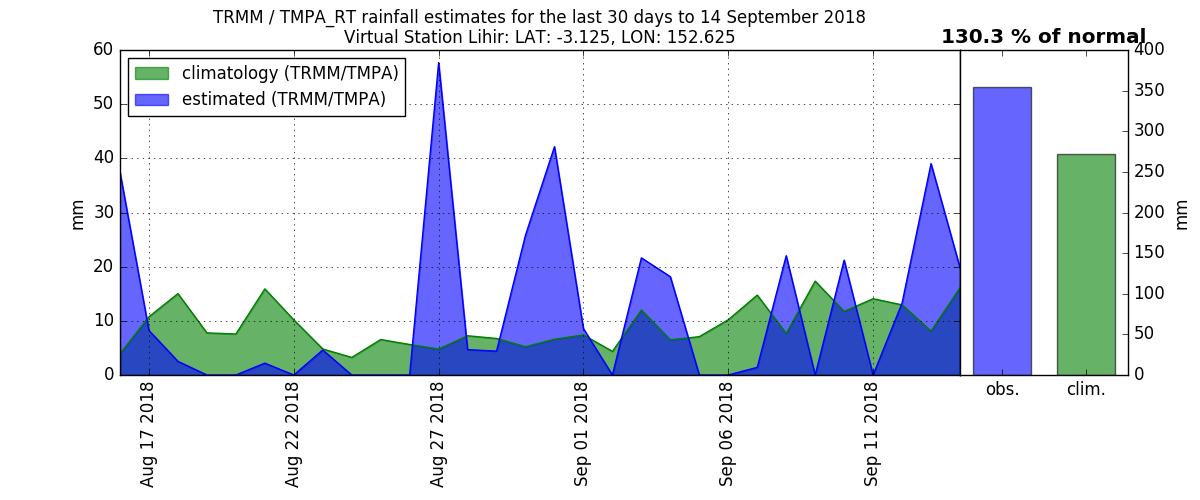 TRMM / TMPA_RT rainfall estimates for the last 30 days to 14 September 2018
Virtual Station Lihir: LAT: -3.125, LON: 152.625
130.3 % of normal
climatology (TRMM/TMPA)
estimated (TRMM/TMPA)
60
50
40
30
20
10
0
mm
Aug 17 2018
Aug 22 2018
Aug 27 2018
Sep 01 2018
Sep 06 2018
Sep 11 2018
400
350
300
250
200
150
100
50
0
mm
obs.
clim.